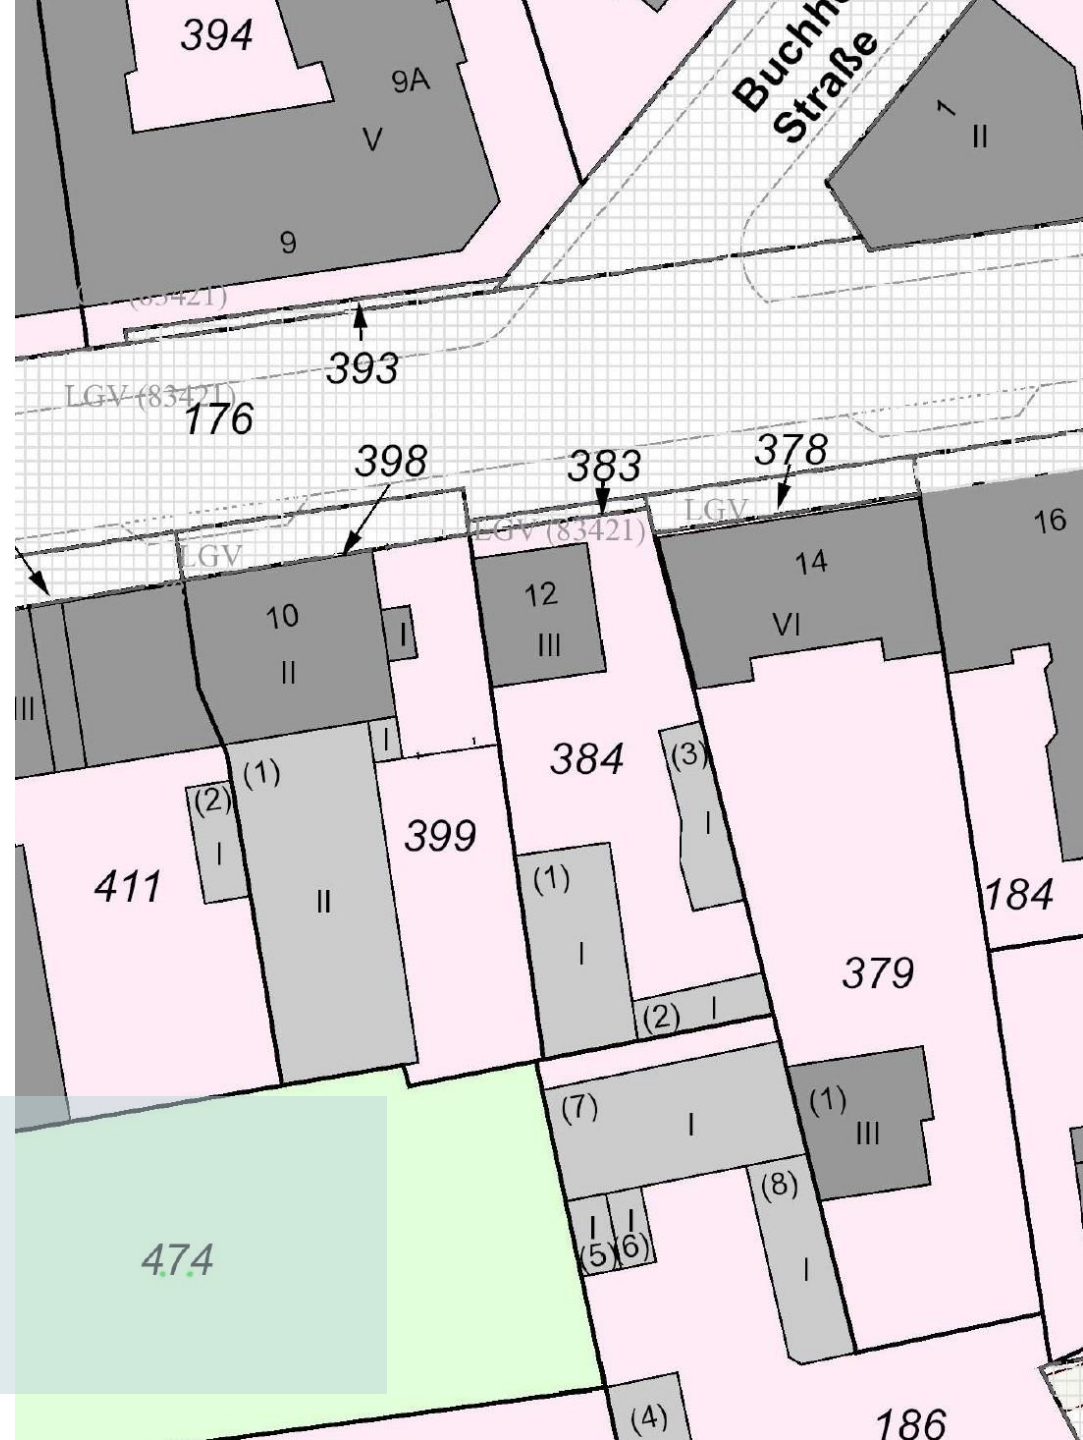 394
9A
V
9
Straße
1
II
(83421)
393
LGV (83421)
176
398
383
378
LGV
LGV (83421)
LGV
16
14
VI
12
III
10
II
I
III
I
(1)
(2)
I
II
411
399
384
(3)
I
(1)
I
(2)
I
184
379
(7)
I
(1)
III
(8)
I
I
I
(5)
(6)
474
(4)
186